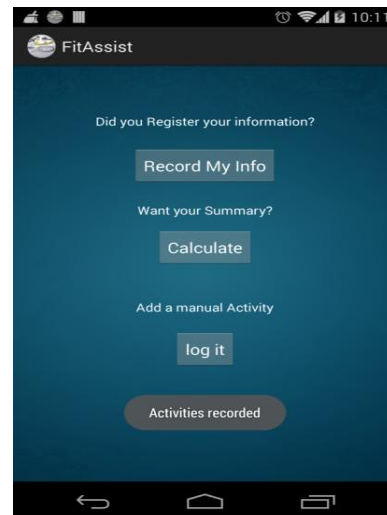 10:11
FitAssist
Did you Register your information?
Record My Info
Want your Summary?
Calculate
Add a manual Activity
log it
Activities recorded